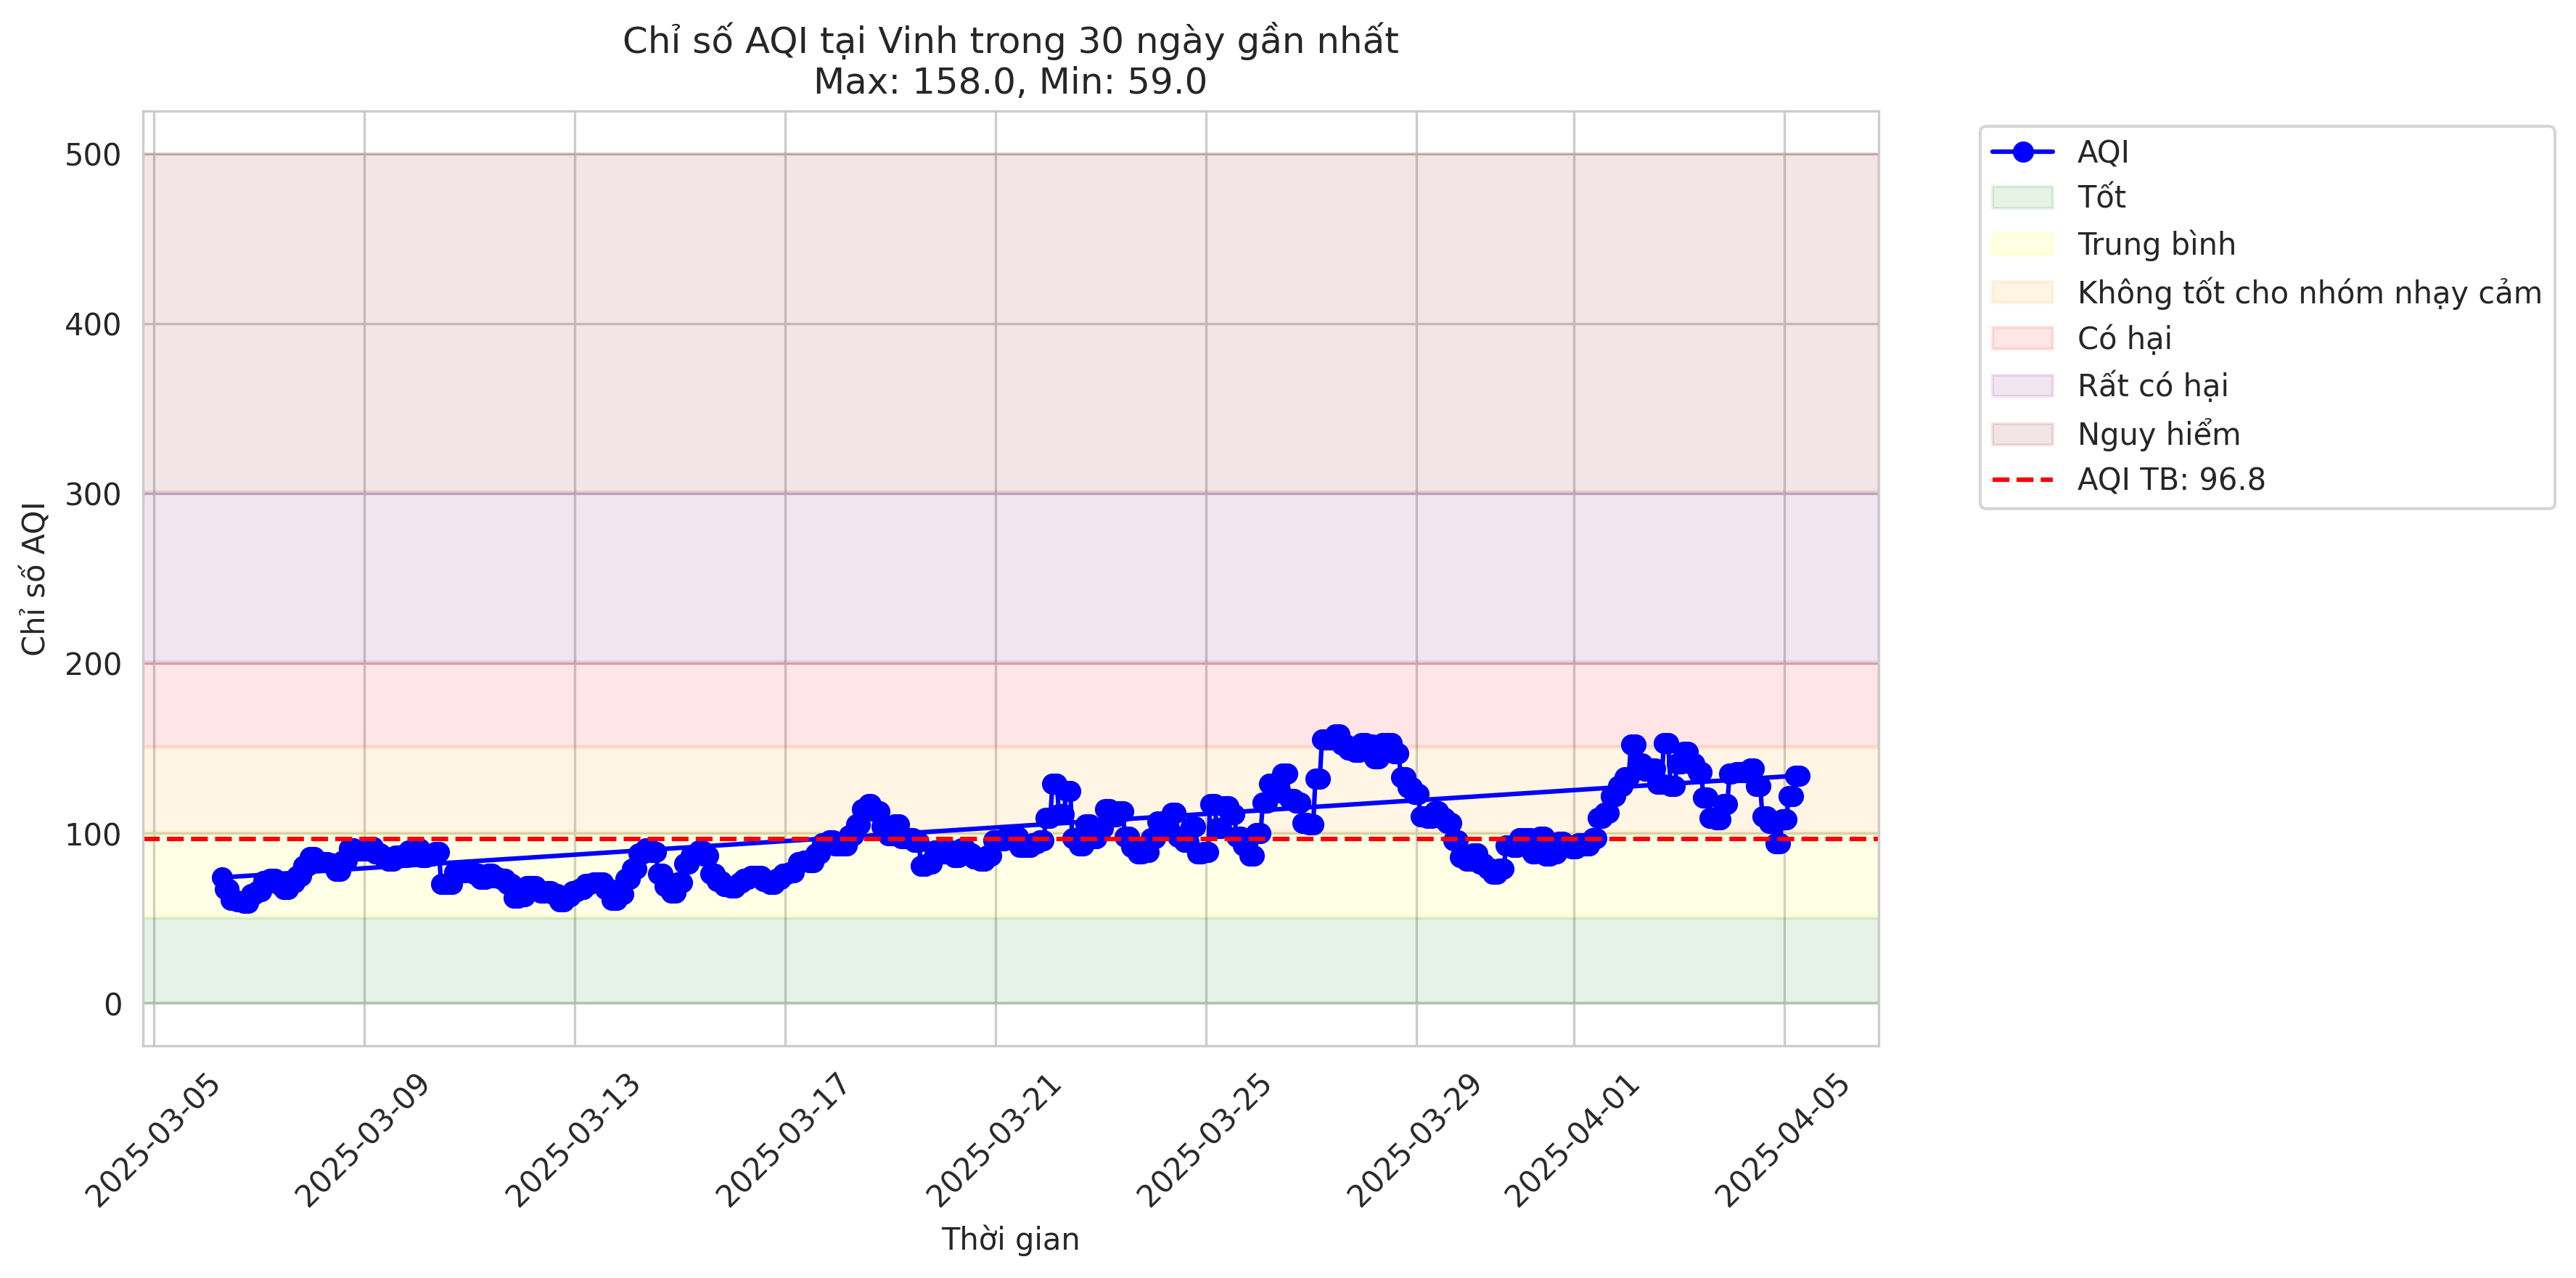 Chỉ số AQI tại Vinh trong 30 ngày gần nhất
Max: 158.0, Min: 59.0
Chỉ số AQI
500
400
300
200
100
0
2025-03-05
2025-03-09
2025-03-13
2025-03-17
2025-03-21
2025-03-25
2025-03-29
2025-04-01
2025-04-05
Thời gian
AQI
Tốt
Trung bình
Không tốt cho nhóm nhạy cảm
Có hại
Rất có hại
Nguy hiểm
AQI TB: 96.8